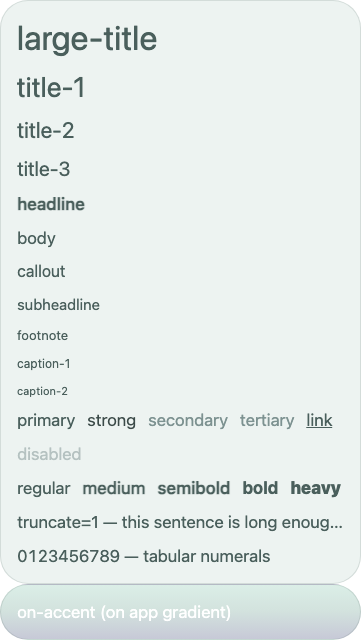 large-title
title-1
title-2
title-3
headline
body
callout
subheadline
footnote
caption-1
caption-2
primary strong secondary tertiary link
disabled
regular medium semibold bold heavy
truncate=1 — this sentence is long enoug...
0123456789 — tabular numerals
on-accent (on app gradient)